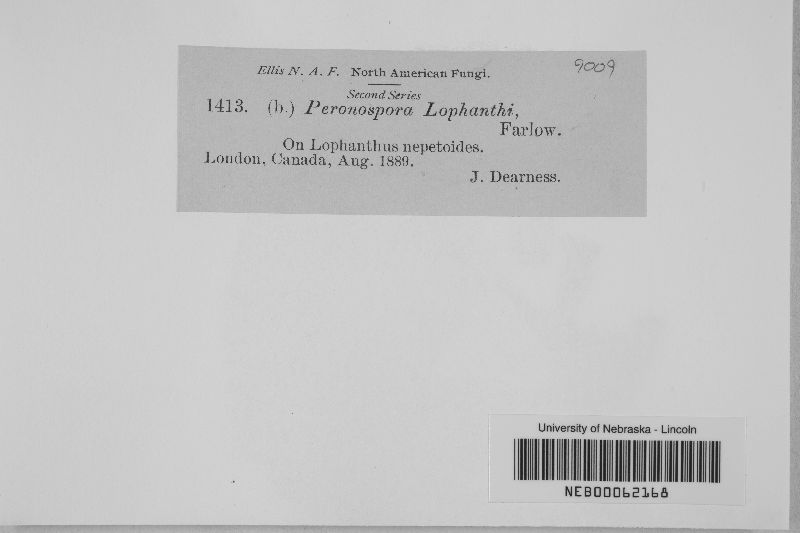 Ellis N. A. F. North American Fungi. 9009
Second Series
1413. (b.) Peronospora Lophanthi,
Farlow.
On Lophanthus nepetoides.
London, Canada, Aug. 1889.
J. Dearness.
University of Nebraska - Lincoln
NEB00062168